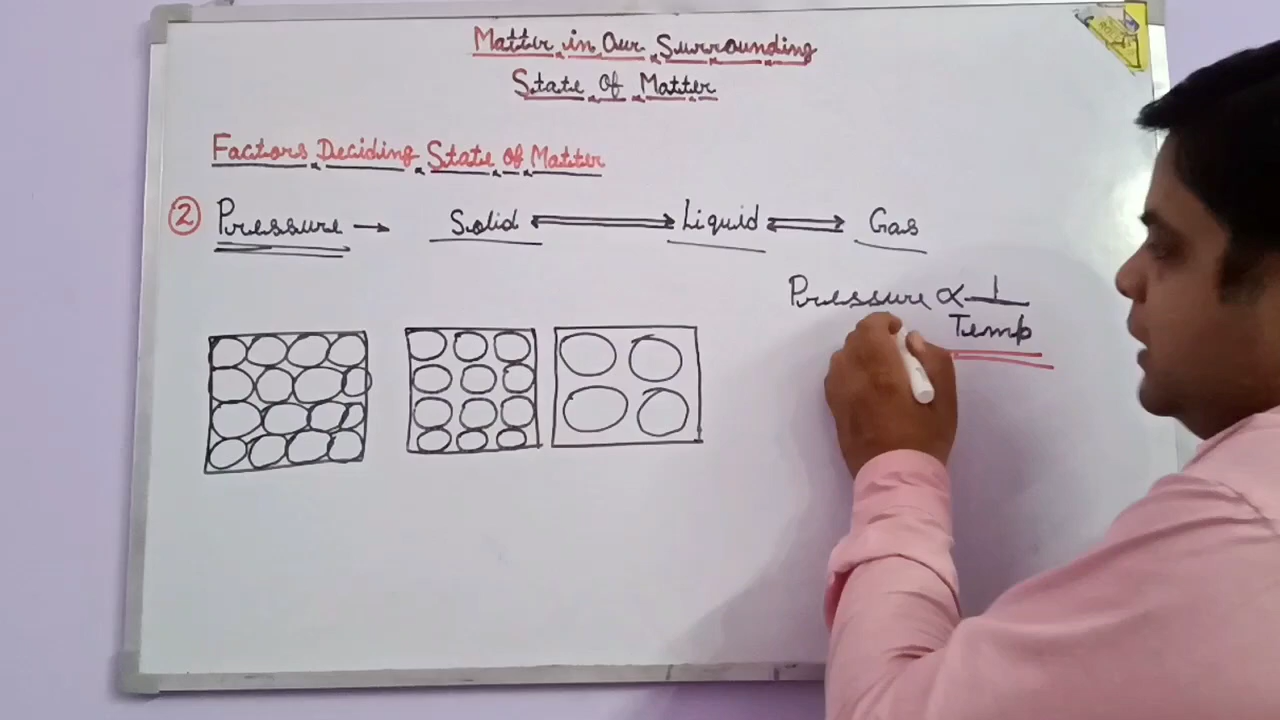 Matter in Our Surrounding
State Of Matter
Factors Deciding State of Matter
② Pressure → Solid ⇌ Liquid ⇌ Gas
Pressure ∝ 1
Temp